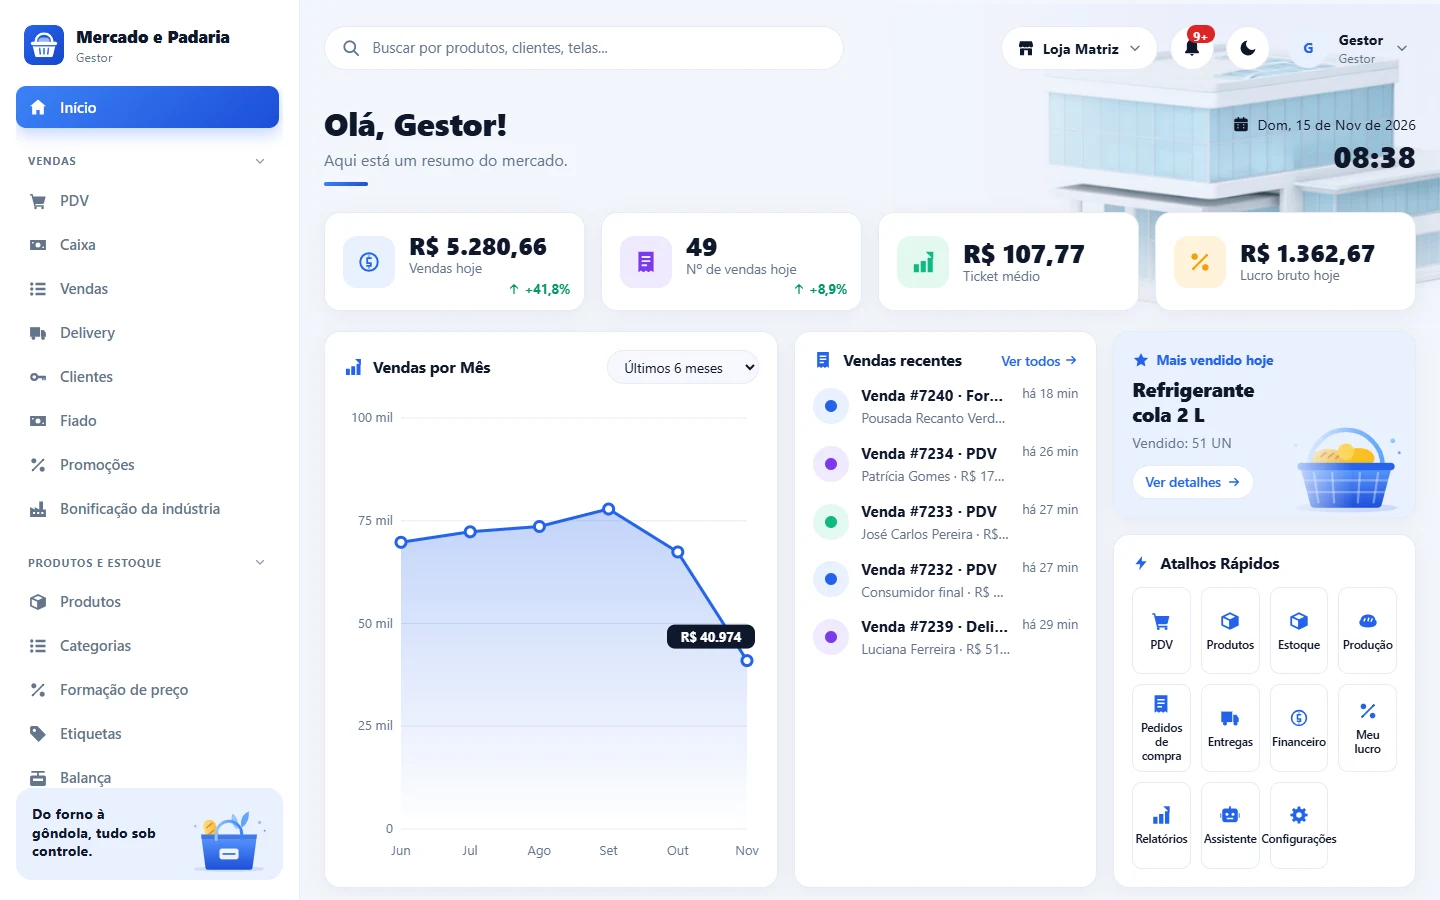 Mercado e Padaria
Gestor
Início
VENDAS
PDV
Caixa
Vendas
Delivery
Clientes
Fiado
Promoções
Bonificação da indústria
PRODUTOS E ESTOQUE
Produtos
Categorias
Formação de preço
Etiquetas
Balança
Do forno à
gôndola, tudo sob
controle.
Buscar por produtos, clientes, telas...
Loja Matriz
9+
G
Gestor
Gestor
Olá, Gestor!
Aqui está um resumo do mercado.
Dom, 15 de Nov de 2026
08:38
R$ 5.280,66
Vendas hoje
↑ +41,8%
49
Nº de vendas hoje
↑ +8,9%
R$ 107,77
Ticket médio
R$ 1.362,67
Lucro bruto hoje
Vendas por Mês
Últimos 6 meses
100 mil
75 mil
50 mil
25 mil
0
R$ 40.974
Jun Jul Ago Set Out Nov
Vendas recentes
Ver todos →
Venda #7240 · For... há 18 min
Pousada Recanto Verd...
Venda #7234 · PDV há 26 min
Patrícia Gomes · R$ 17...
Venda #7233 · PDV há 27 min
José Carlos Pereira · R$...
Venda #7232 · PDV há 27 min
Consumidor final · R$ ...
Venda #7239 · Deli... há 29 min
Luciana Ferreira · R$ 51...
Mais vendido hoje
Refrigerante
cola 2 L
Vendido: 51 UN
Ver detalhes →
Atalhos Rápidos
PDV
Produtos
Estoque
Produção
Pedidos
de
compra
Entregas
Financeiro
Meu
lucro
Relatórios
Assistente
Configurações